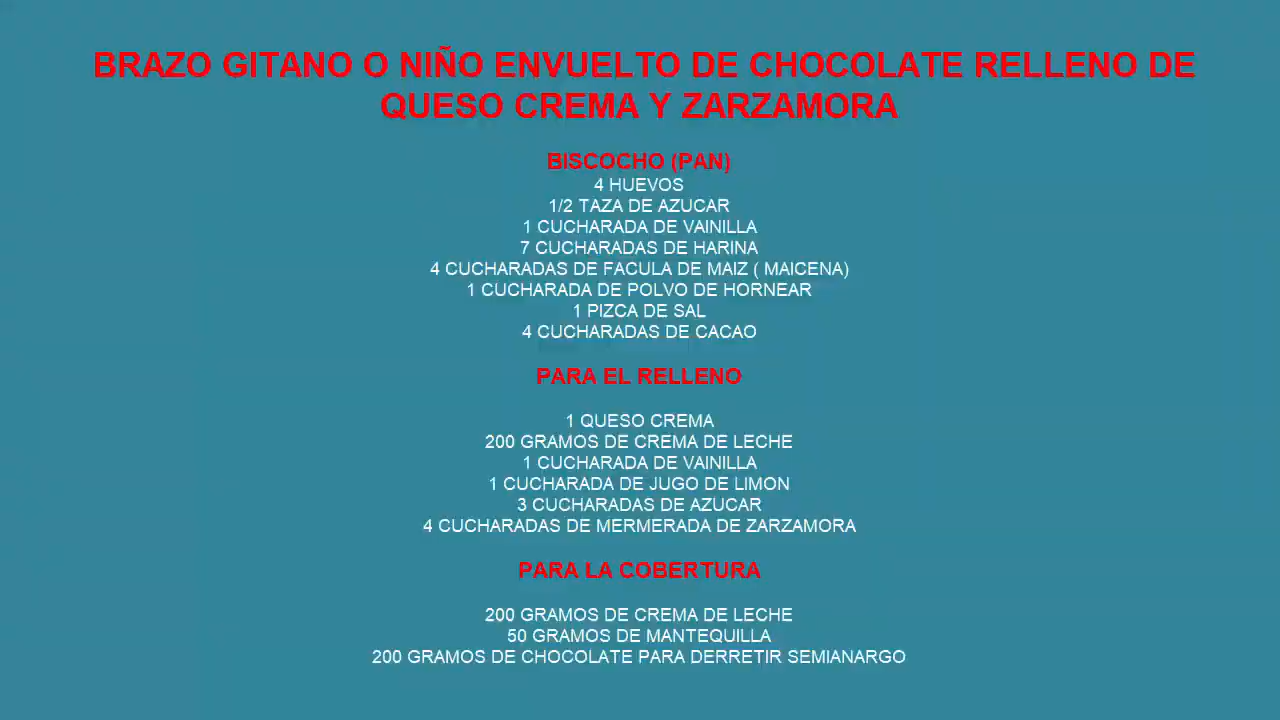 BRAZO GITANO O NIÑO ENVUELTO DE CHOCOLATE RELLENO DE
QUESO CREMA Y ZARZAMORA
BISCOCHO (PAN)
4 HUEVOS
1/2 TAZA DE AZUCAR
1 CUCHARADA DE VAINILLA
7 CUCHARADAS DE HARINA
4 CUCHARADAS DE FACULA DE MAIZ ( MAICENA)
1 CUCHARADA DE POLVO DE HORNEAR
1 PIZCA DE SAL
4 CUCHARADAS DE CACAO
PARA EL RELLENO
1 QUESO CREMA
200 GRAMOS DE CREMA DE LECHE
1 CUCHARADA DE VAINILLA
1 CUCHARADA DE JUGO DE LIMON
3 CUCHARADAS DE AZUCAR
4 CUCHARADAS DE MERMERADA DE ZARZAMORA
PARA LA COBERTURA
200 GRAMOS DE CREMA DE LECHE
50 GRAMOS DE MANTEQUILLA
200 GRAMOS DE CHOCOLATE PARA DERRETIR SEMIANARGO